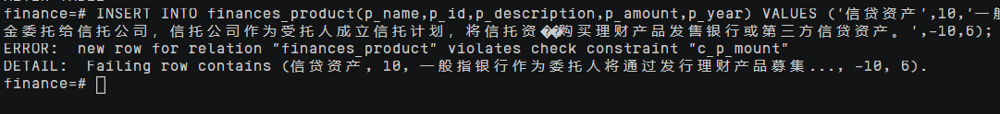 finance=# INSERT INTO finances_product(p_name,p_id,p_description,p_amount,p_year) VALUES ('信贷资产',10,'一般
金委托给信托公司，信托公司作为受托人成立信托计划，将信托资��购买理财产品发售银行或第三方信贷资产。',-10,6);
ERROR:  new row for relation "finances_product" violates check constraint "c_p_mount"
DETAIL:  Failing row contains (信贷资产, 10, 一般指银行作为委托人将通过发行理财产品募集..., -10, 6).
finance=#